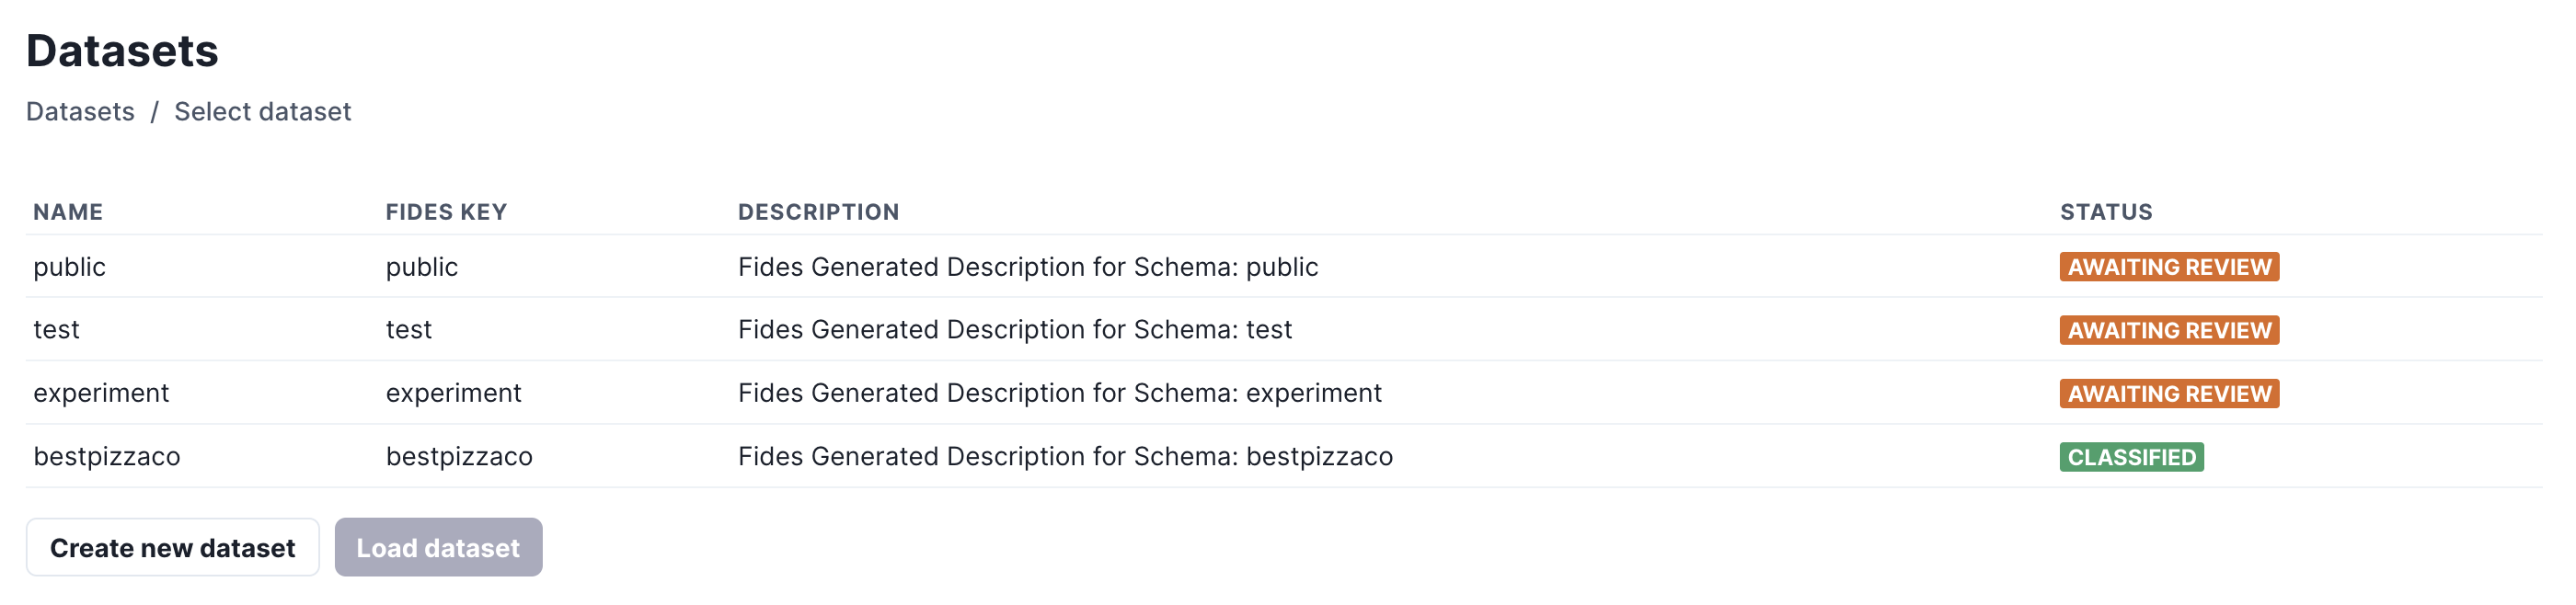 Datasets
Datasets / Select dataset
NAME FIDES KEY DESCRIPTION STATUS
public public Fides Generated Description for Schema: public AWAITING REVIEW
test test Fides Generated Description for Schema: test AWAITING REVIEW
experiment experiment Fides Generated Description for Schema: experiment AWAITING REVIEW
bestpizzaco bestpizzaco Fides Generated Description for Schema: bestpizzaco CLASSIFIED
Create new dataset Load dataset